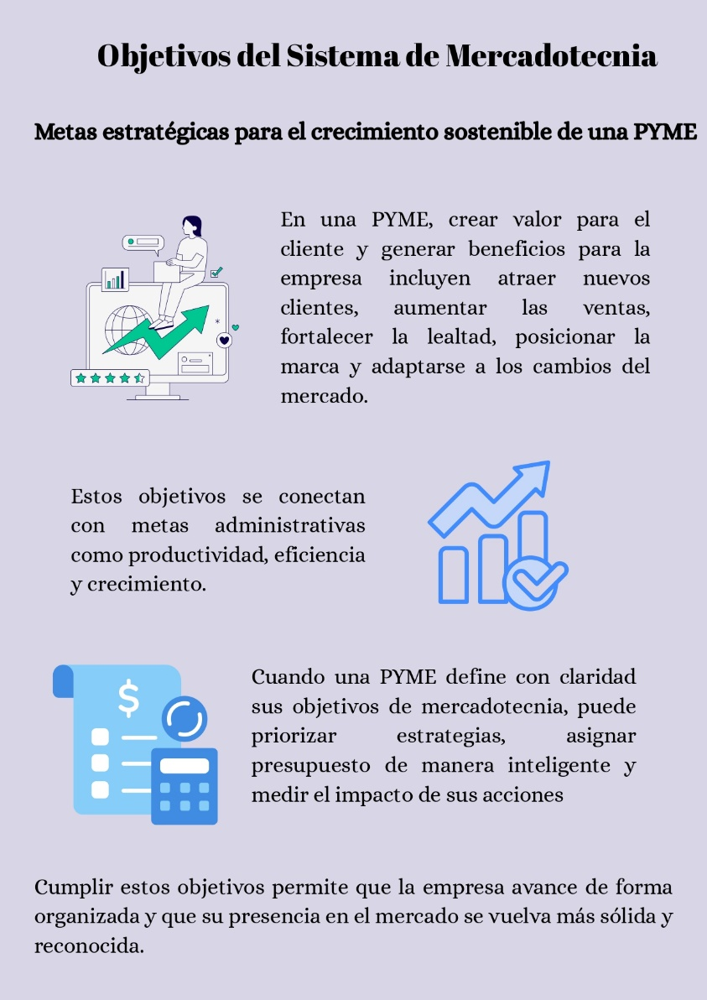 Objetivos del Sistema de Mercadotecnia
Metas estratégicas para el crecimiento sostenible de una PYME
En una PYME, crear valor para el
cliente y generar beneficios para la
empresa incluyen atraer nuevos
clientes, aumentar las ventas,
fortalecer la lealtad, posicionar la
marca y adaptarse a los cambios del
mercado.
Estos objetivos se conectan
con metas administrativas
como productividad, eficiencia
y crecimiento.
$
Cuando una PYME define con claridad
sus objetivos de mercadotecnia, puede
priorizar estrategias, asignar
presupuesto de manera inteligente y
medir el impacto de sus acciones
Cumplir estos objetivos permite que la empresa avance de forma
organizada y que su presencia en el mercado se vuelva más sólida y
reconocida.